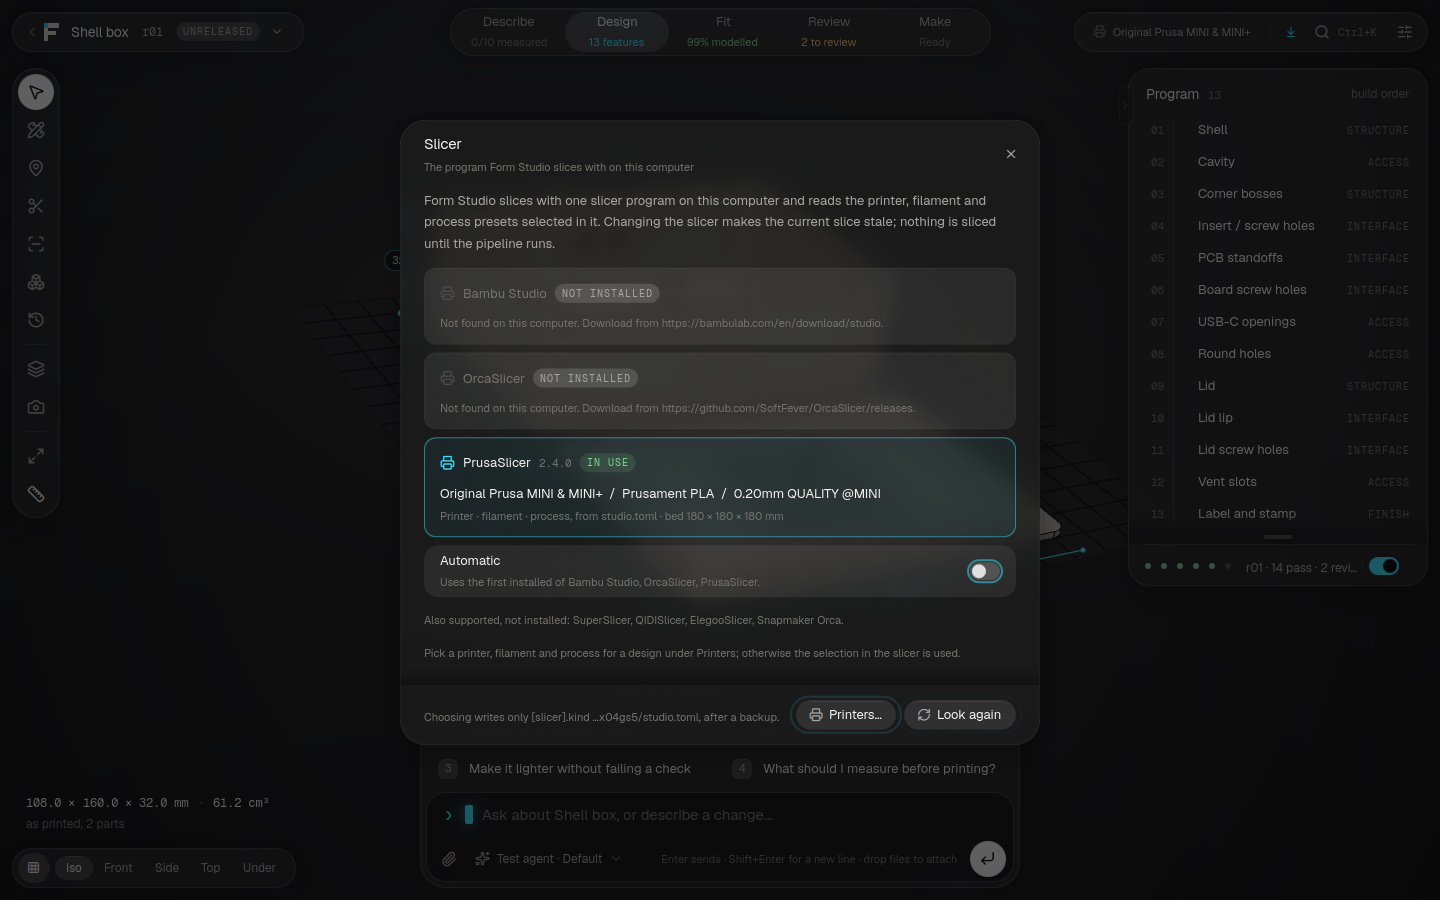 Shell box r01 UNRELEASED
Describe
0/10 measured
Design
13 features
Fit
99% modelled
Review
2 to review
Make
Ready
Original Prusa MINI & MINI+
Ctrl+K
Slicer
The program Form Studio slices with on this computer
Form Studio slices with one slicer program on this computer and reads the printer, filament and
process presets selected in it. Changing the slicer makes the current slice stale; nothing is sliced
until the pipeline runs.
Bambu Studio NOT INSTALLED
Not found on this computer. Download from https://bambulab.com/en/download/studio.
OrcaSlicer NOT INSTALLED
Not found on this computer. Download from https://github.com/SoftFever/OrcaSlicer/releases.
PrusaSlicer 2.4.0 IN USE
Original Prusa MINI & MINI+ / Prusament PLA / 0.20mm QUALITY @MINI
Printer · filament · process, from studio.toml · bed 180 × 180 × 180 mm
Automatic
Uses the first installed of Bambu Studio, OrcaSlicer, PrusaSlicer.
Also supported, not installed: SuperSlicer, QIDISlicer, ElegooSlicer, Snapmaker Orca.
Pick a printer, filament and process for a design under Printers; otherwise the selection in the slicer is used.
Choosing writes only [slicer].kind …x04gs5/studio.toml, after a backup.
Printers…
Look again
Program 13 build order
01 Shell STRUCTURE
02 Cavity ACCESS
03 Corner bosses STRUCTURE
04 Insert / screw holes INTERFACE
05 PCB standoffs INTERFACE
06 Board screw holes INTERFACE
07 USB-C openings ACCESS
08 Round holes ACCESS
09 Lid STRUCTURE
10 Lid lip INTERFACE
11 Lid screw holes INTERFACE
12 Vent slots ACCESS
13 Label and stamp FINISH
r01 · 14 pass · 2 revi…
3 Make it lighter without failing a check
4 What should I measure before printing?
Ask about Shell box, or describe a change…
Test agent · Default
Enter sends · Shift+Enter for a new line · drop files to attach
108.0 × 160.0 × 32.0 mm · 61.2 cm³
as printed, 2 parts
Iso Front Side Top Under